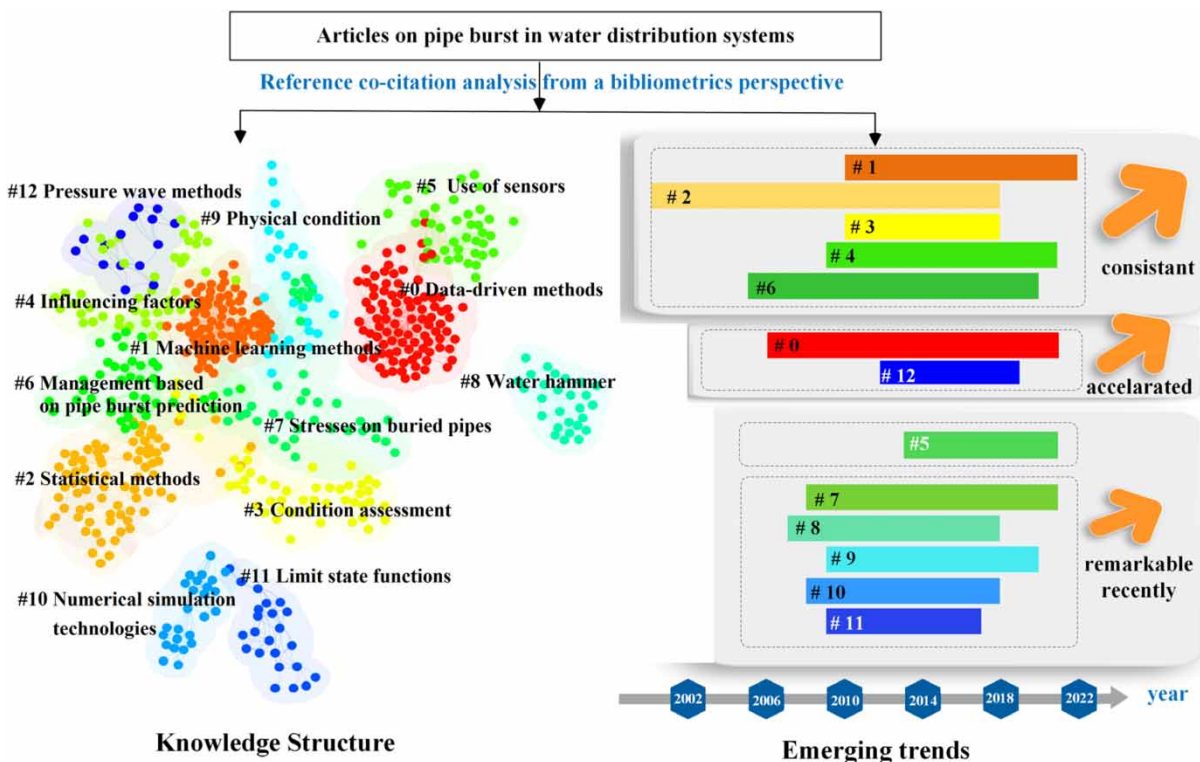 Articles on pipe burst in water distribution systems
Reference co-citation analysis from a bibliometrics perspective
#12 Pressure wave methods
#9 Physical condition
#5 Use of sensors
#4 Influencing factors
#0 Data-driven methods
#1 Machine learning methods
#6 Management based
on pipe burst prediction
#8 Water hammer
#7 Stresses on buried pipes
#2 Statistical methods
#3 Condition assessment
#11 Limit state functions
#10 Numerical simulation
technologies
Knowledge Structure
# 1
# 2
# 3
# 4
#6
consistant
# 0
# 12
accelarated
#5
# 7
# 8
# 9
# 10
# 11
remarkable
recently
2002 2006 2010 2014 2018 2022 year
Emerging trends